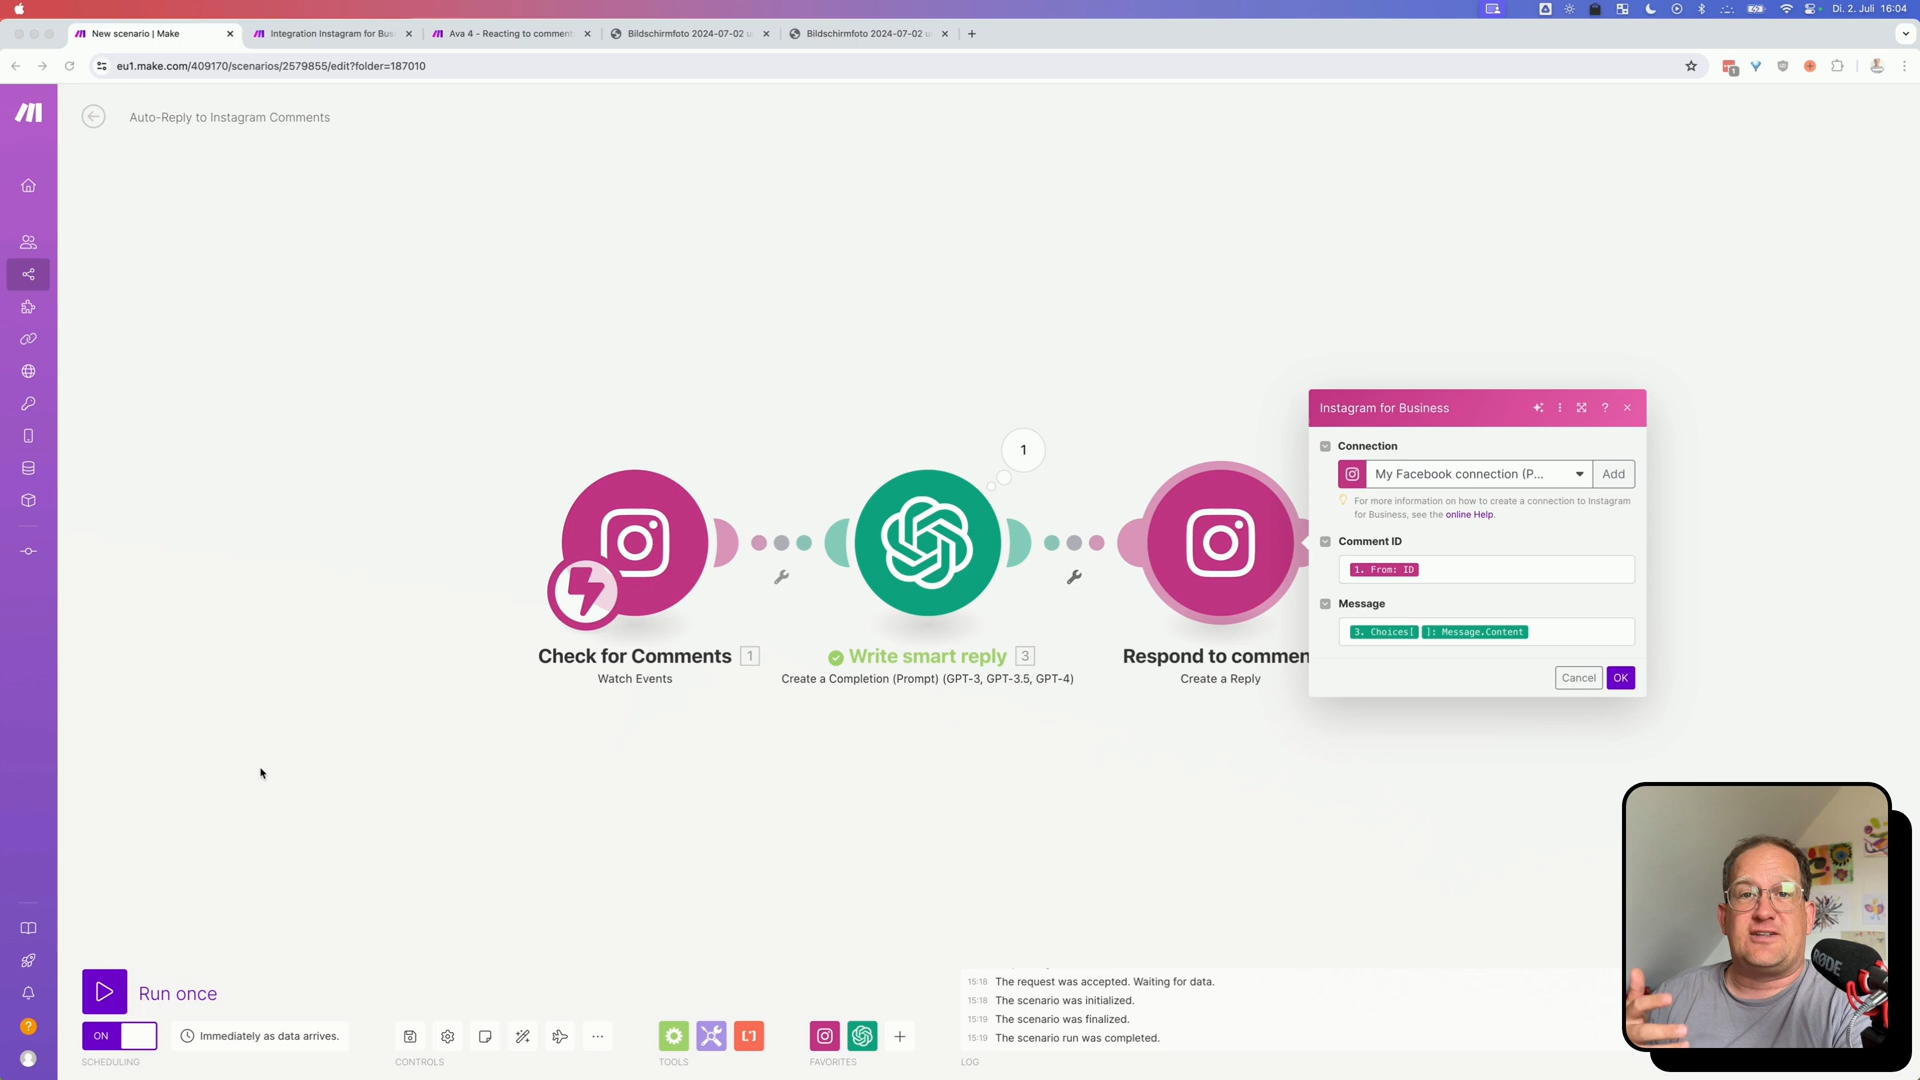 Di. 2. Juli 16:04
New scenario | Make
Integration Instagram for Bus
Ava 4 - Reacting to comment
Bildschirmfoto 2024-07-02 u
Bildschirmfoto 2024-07-02 u
eu1.make.com/409170/scenarios/2579855/edit?folder=187010
1
Auto-Reply to Instagram Comments
Instagram for Business
?
Connection
My Facebook connection (P...
Add
For more information on how to create a connection to Instagram
for Business, see the online Help.
Comment ID
1. From: ID
Message
3. Choices[ ]: Message.Content
Cancel
OK
1
Check for Comments 1
Watch Events
Write smart reply 3
Create a Completion (Prompt) (GPT-3, GPT-3.5, GPT-4)
Respond to commen
Create a Reply
RØDE
Run once
ON
Immediately as data arrives.
SCHEDULING
CONTROLS
TOOLS
FAVORITES
15:18 The request was accepted. Waiting for data.
15:18 The scenario was initialized.
15:19 The scenario was finalized.
15:19 The scenario run was completed.
LOG
?